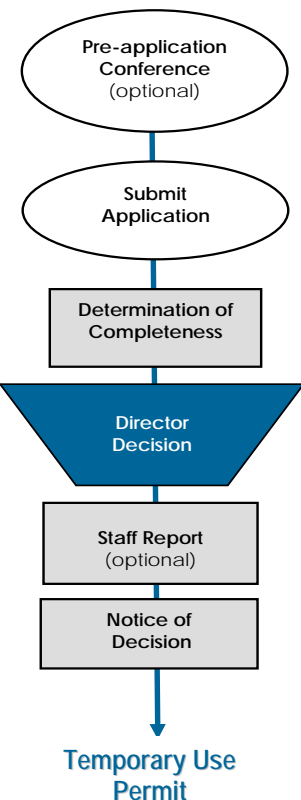 Pre-application
Conference
(optional)
Submit
Application
Determination of
Completeness
Director
Decision
Staff Report
(optional)
Notice of
Decision
Temporary Use
Permit